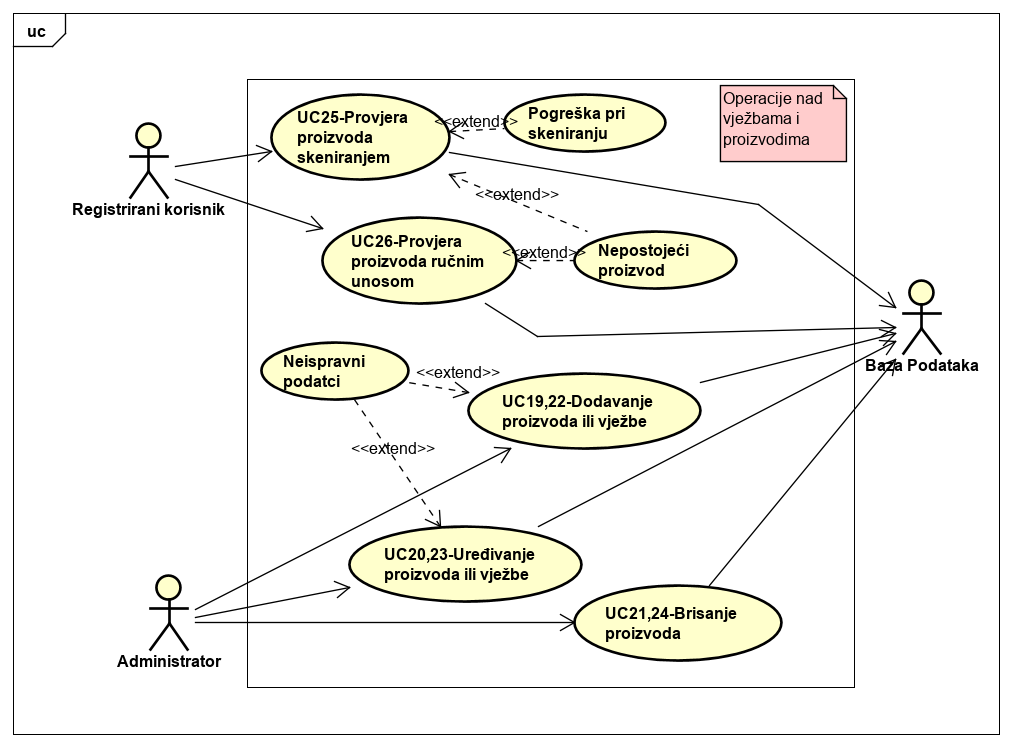 uc
Operacije nad
vježbama i
proizvodima
UC25-Provjera
proizvoda
skeniranjem
<<extend>>
Pogreška pri
skeniranju
Registrirani korisnik
<<extend>>
UC26-Provjera
proizvoda ručnim
unosom
<<extend>>
Nepostojeći
proizvod
Baza Podataka
Neispravni
podatci
<<extend>>
UC19,22-Dodavanje
proizvoda ili vježbe
<<extend>>
UC20,23-Uređivanje
proizvoda ili vježbe
UC21,24-Brisanje
proizvoda
Administrator